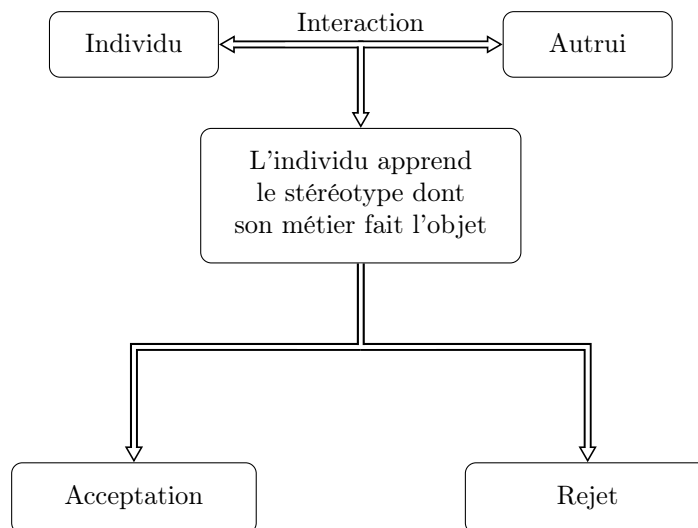 Interaction
Individu
Autrui
L'individu apprend
le stéréotype dont
son métier fait l'objet
Acceptation
Rejet